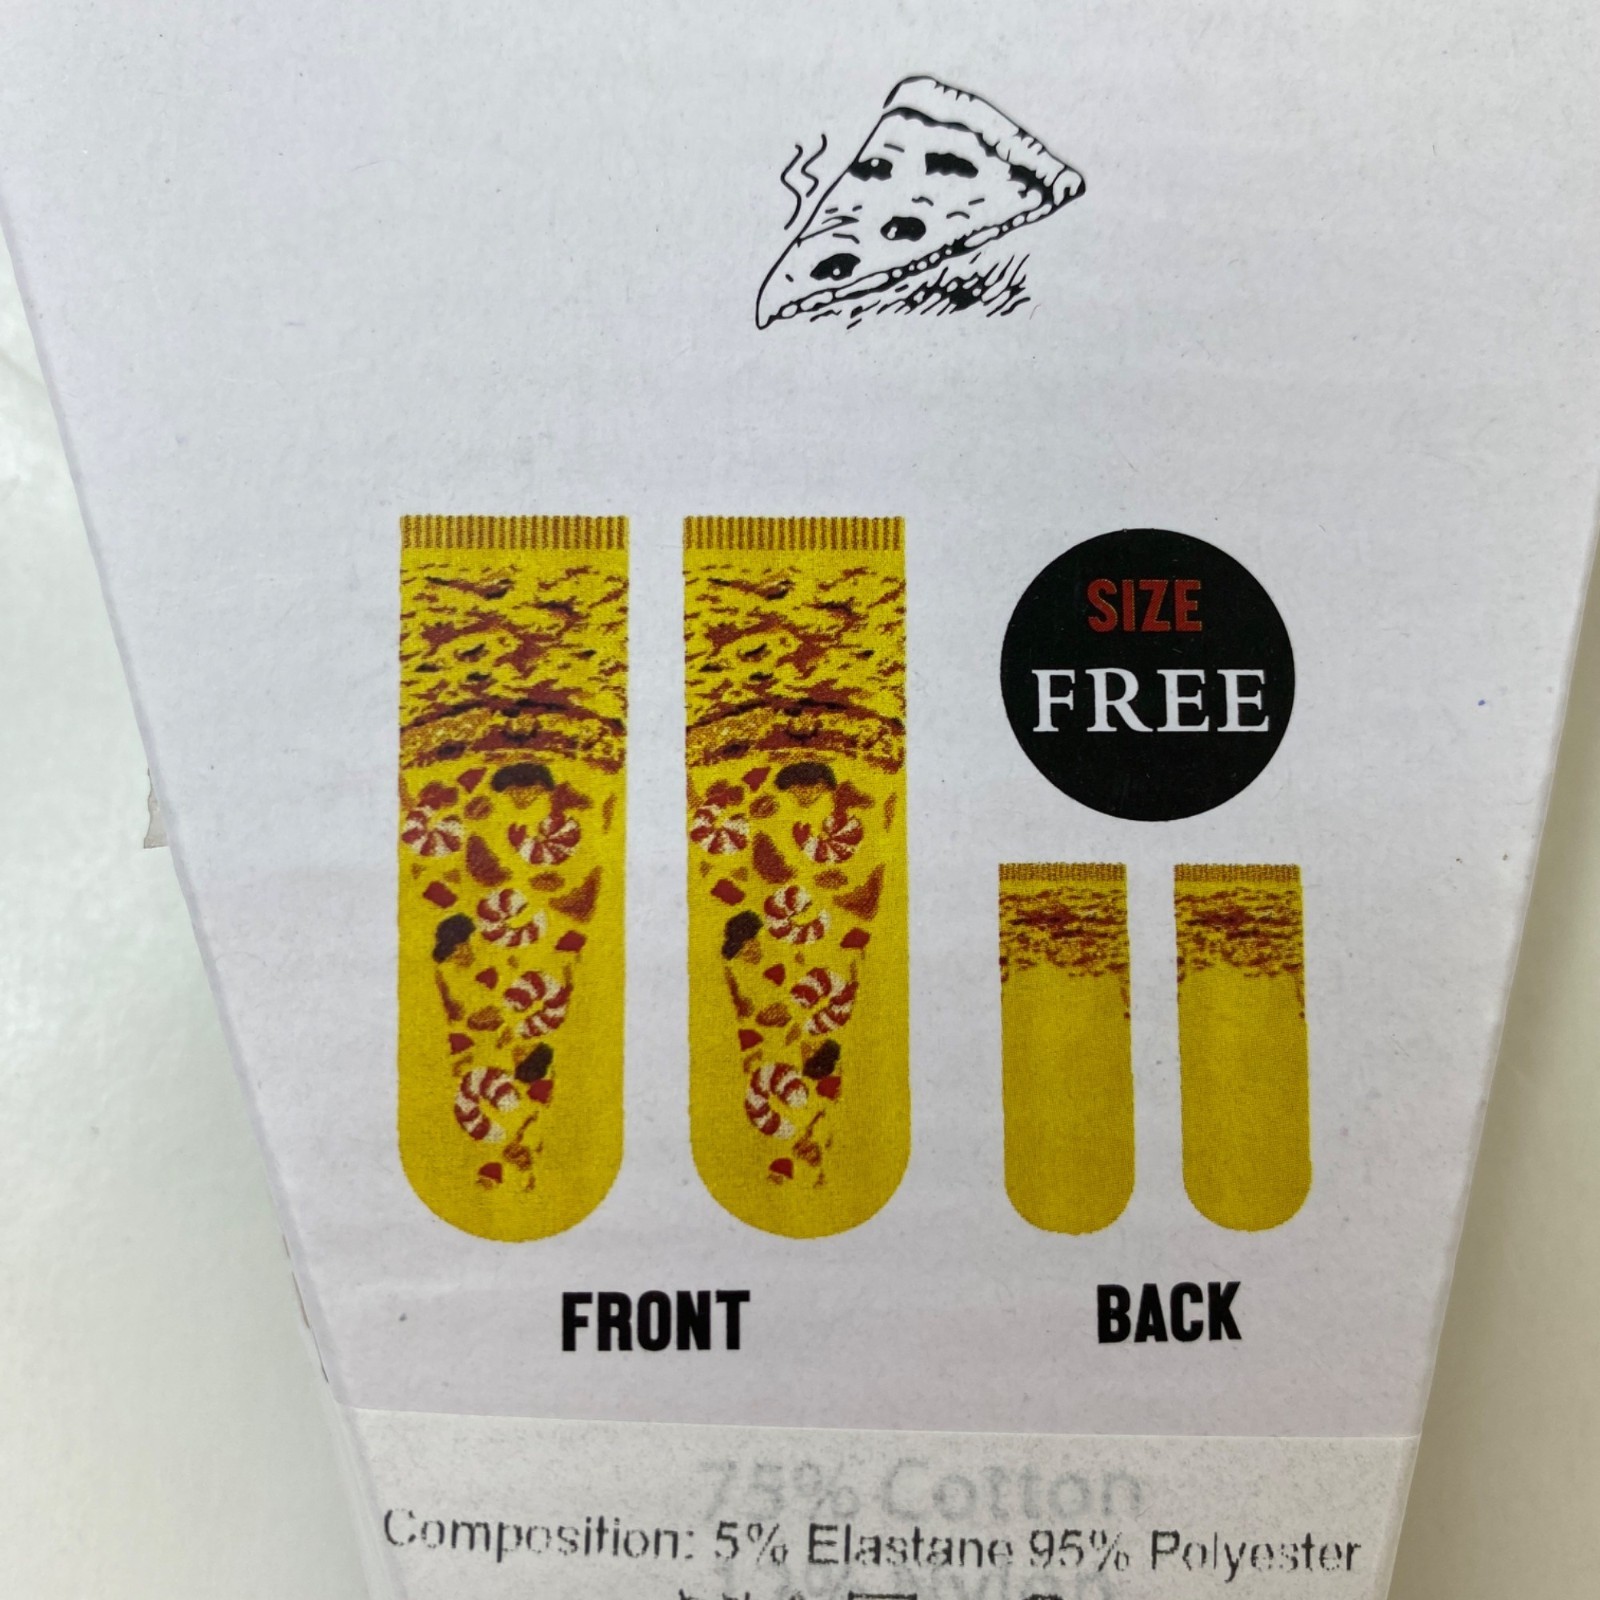 SIZE
FREE
FRONT
BACK
75% Cotton
Composition: 5% Elastane 95% Polyester